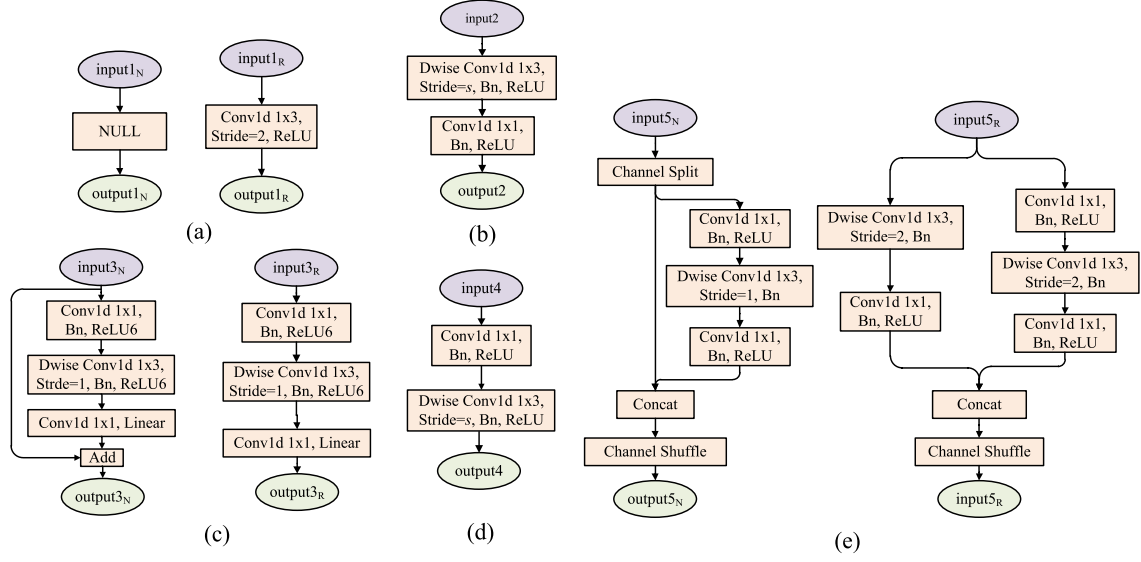 input1N
NULL
output1N
input1R
Conv1d 1x3,
Stride=2, ReLU
output1R
(a)
input2
Dwise Conv1d 1x3,
Stride=s, Bn, ReLU
Conv1d 1x1,
Bn, ReLU
output2
(b)
input3N
Conv1d 1x1,
Bn, ReLU6
Dwise Conv1d 1x3,
Strde=1, Bn, ReLU6
Conv1d 1x1, Linear
Add
output3N
input3R
Conv1d 1x1,
Bn, ReLU6
Dwise Conv1d 1x3,
Stride=1, Bn, ReLU6
Conv1d 1x1, Linear
output3R
(c)
input4
Conv1d 1x1,
Bn, ReLU
Dwise Conv1d 1x3,
Stride=s, Bn, ReLU
output4
(d)
input5N
Channel Split
Conv1d 1x1,
Bn, ReLU
Dwise Conv1d 1x3,
Stride=1, Bn
Conv1d 1x1,
Bn, ReLU
Concat
Channel Shuffle
output5N
input5R
Dwise Conv1d 1x3,
Stride=2, Bn
Conv1d 1x1,
Bn, ReLU
Conv1d 1x1,
Bn, ReLU
Dwise Conv1d 1x3,
Stride=2, Bn
Conv1d 1x1,
Bn, ReLU
Concat
Channel Shuffle
input5R
(e)